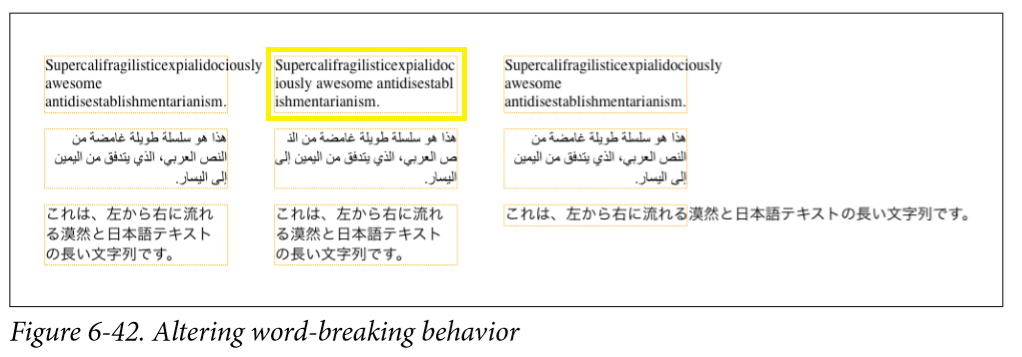 Supercalifragilisticexpialidociously
awesome
antidisestablishmentarianism.
هذا هو سلسلة طويلة غامضة من
النص العربي، الذي يتدفق من اليمين
إلى اليسار.
これは、左から右に流れ
る漠然と日本語テキスト
の長い文字列です。
Supercalifragilisticexpialidoc
iously awesome antidisestabl
ishmentarianism.
هذا هو سلسلة طويلة غامضة من الن
ص العربي، الذي يتدفق من اليمين إلى
اليسار.
これは、左から右に流れ
る漠然と日本語テキスト
の長い文字列です。
Supercalifragilisticexpialidociously
awesome
antidisestablishmentarianism.
هذا هو سلسلة طويلة غامضة من
النص العربي، الذي يتدفق من اليمين
إلى اليسار.
これは、左から右に流れる漠然と日本語テキストの長い文字列です。
Figure 6-42. Altering word-breaking behavior